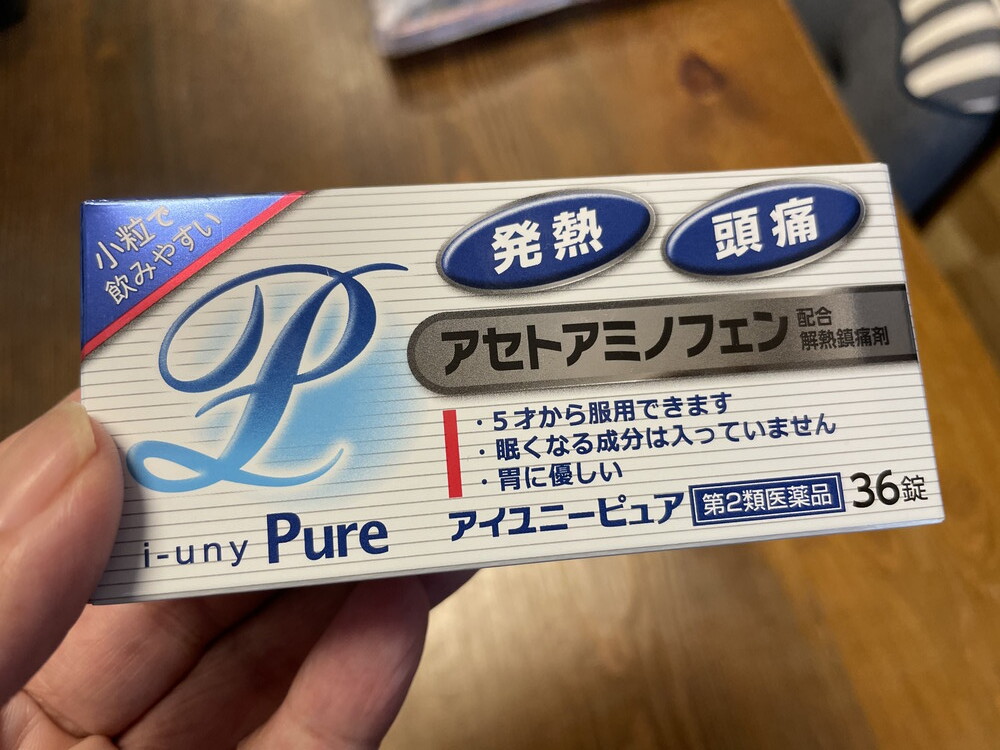 小粒で
飲みやすい
発熱
頭痛
アセトアミノフェン
配合
解熱鎮痛剤
・5才から服用できます
・眠くなる成分は入っていません
・胃に優しい
P
i-uny Pure
アイユニーピュア
第2類医薬品
36錠